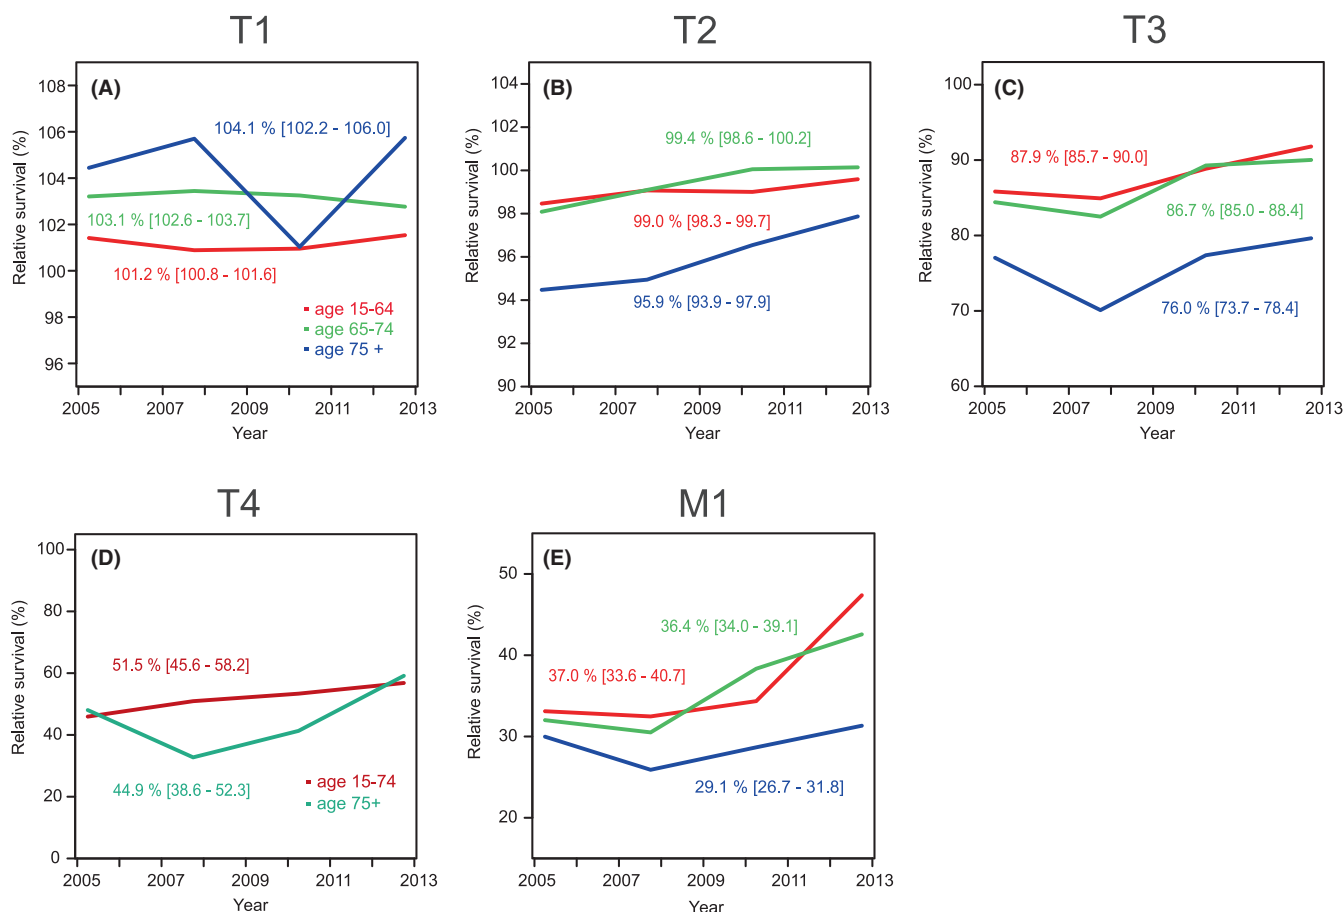 T1
(A)
Relative survival (%)
108
106
104
102
100
98
96
104.1 % [102.2 - 106.0]
103.1 % [102.6 - 103.7]
101.2 % [100.8 - 101.6]
age 15-64
age 65-74
age 75 +
2005 2007 2009 2011 2013
Year
T2
(B)
Relative survival (%)
104
102
100
98
96
94
92
90
99.4 % [98.6 - 100.2]
99.0 % [98.3 - 99.7]
95.9 % [93.9 - 97.9]
2005 2007 2009 2011 2013
Year
T3
(C)
Relative survival (%)
100
90
80
70
60
87.9 % [85.7 - 90.0]
86.7 % [85.0 - 88.4]
76.0 % [73.7 - 78.4]
2005 2007 2009 2011 2013
Year
T4
(D)
Relative survival (%)
100
80
60
40
20
0
51.5 % [45.6 - 58.2]
44.9 % [38.6 - 52.3]
age 15-74
age 75+
2005 2007 2009 2011 2013
Year
M1
(E)
Relative survival (%)
50
40
30
20
36.4 % [34.0 - 39.1]
37.0 % [33.6 - 40.7]
29.1 % [26.7 - 31.8]
2005 2007 2009 2011 2013
Year